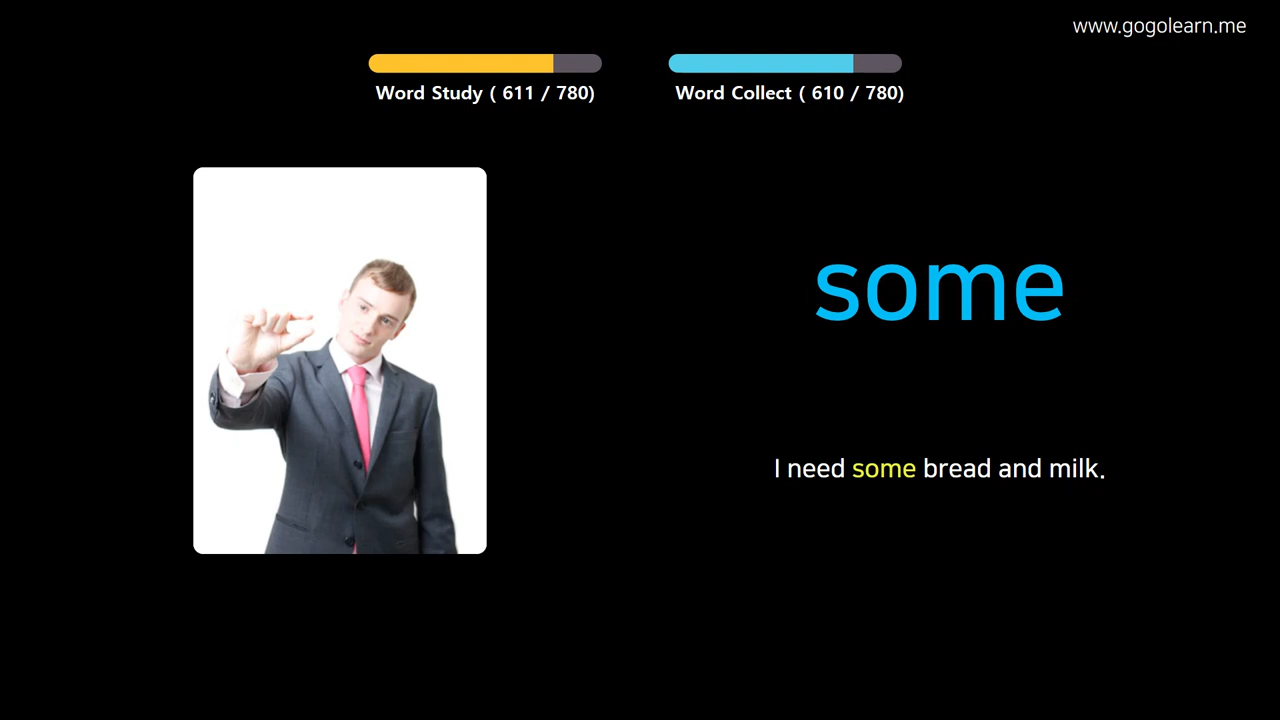 www.gogolearn.me
Word Study ( 611 / 780)
Word Collect ( 610 / 780)
some
I need some bread and milk.